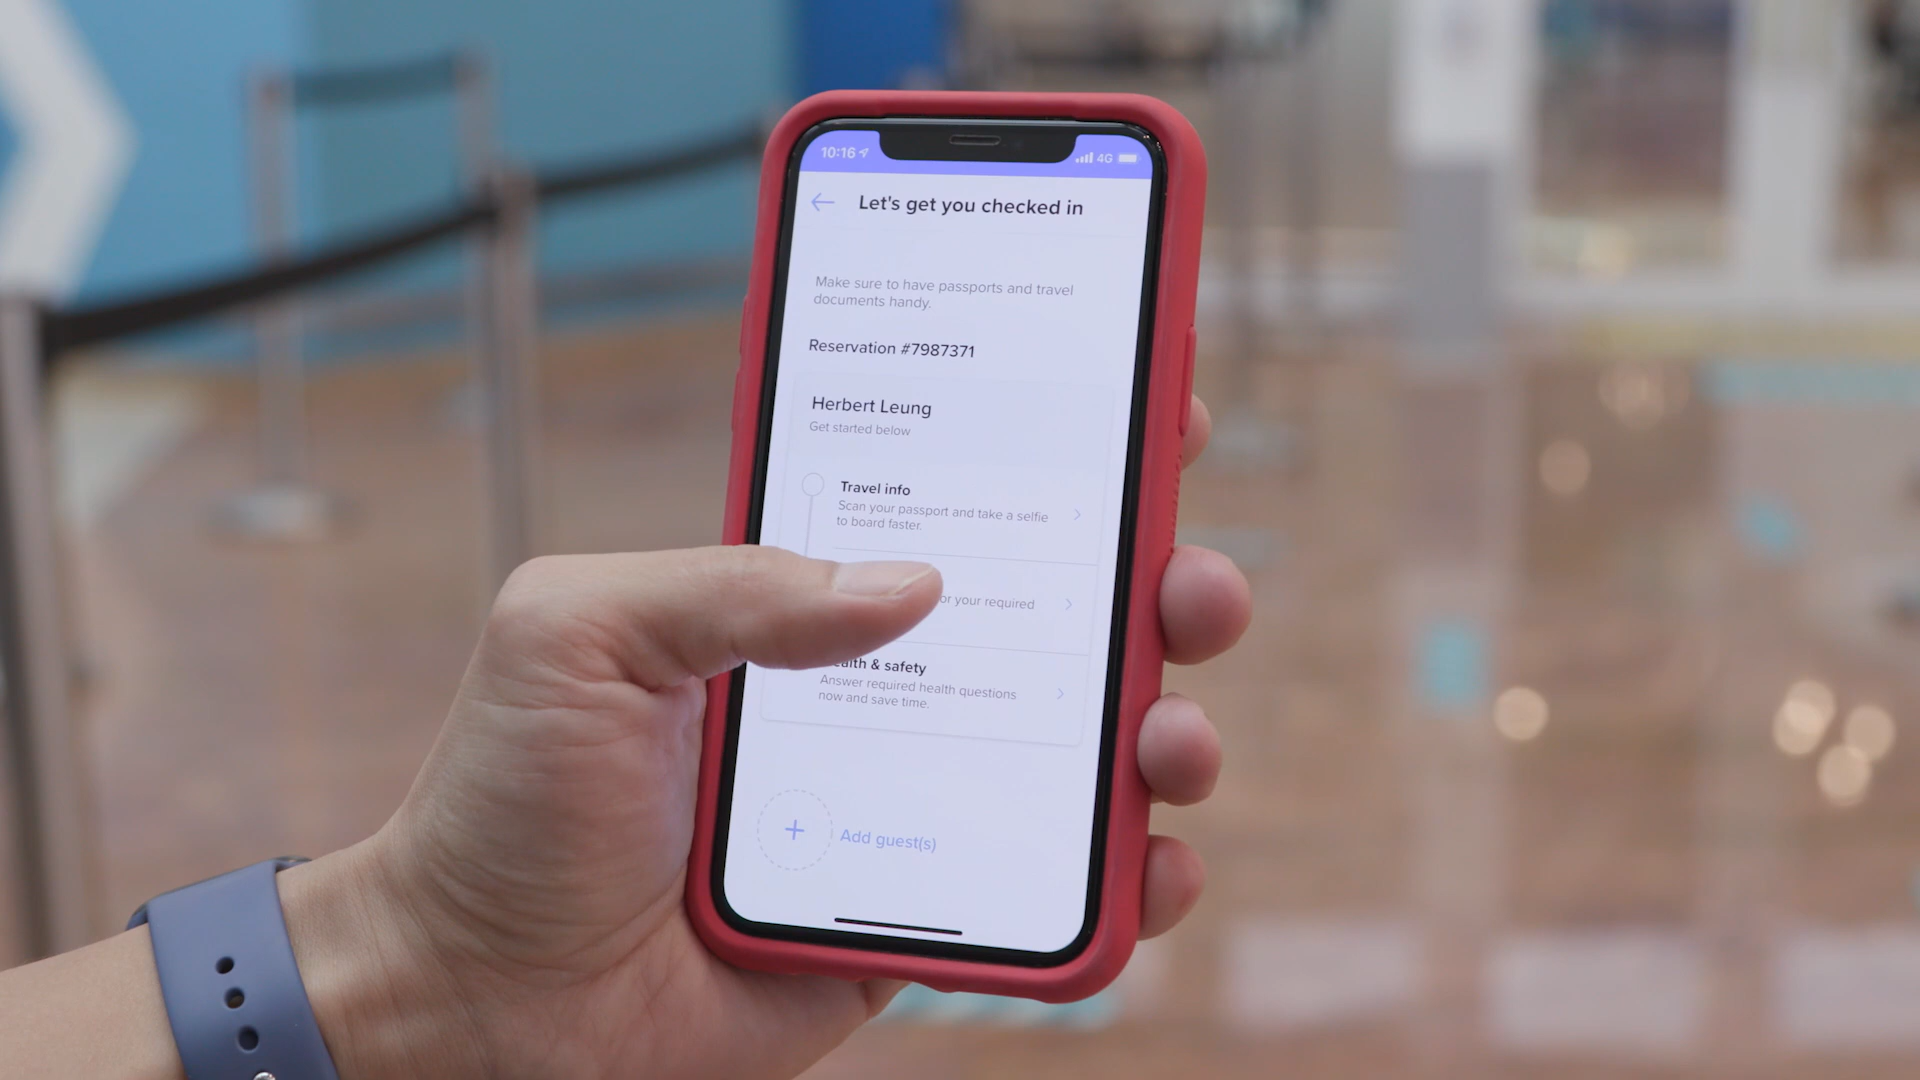 10:16
4G
Let's get you checked in
Make sure to have passports and travel
documents handy.
Reservation #7987371
Herbert Leung
Get started below
Travel info
Scan your passport and take a selfie
to board faster.
your required
& safety
Answer required health questions
now and save time.
Add guest(s)